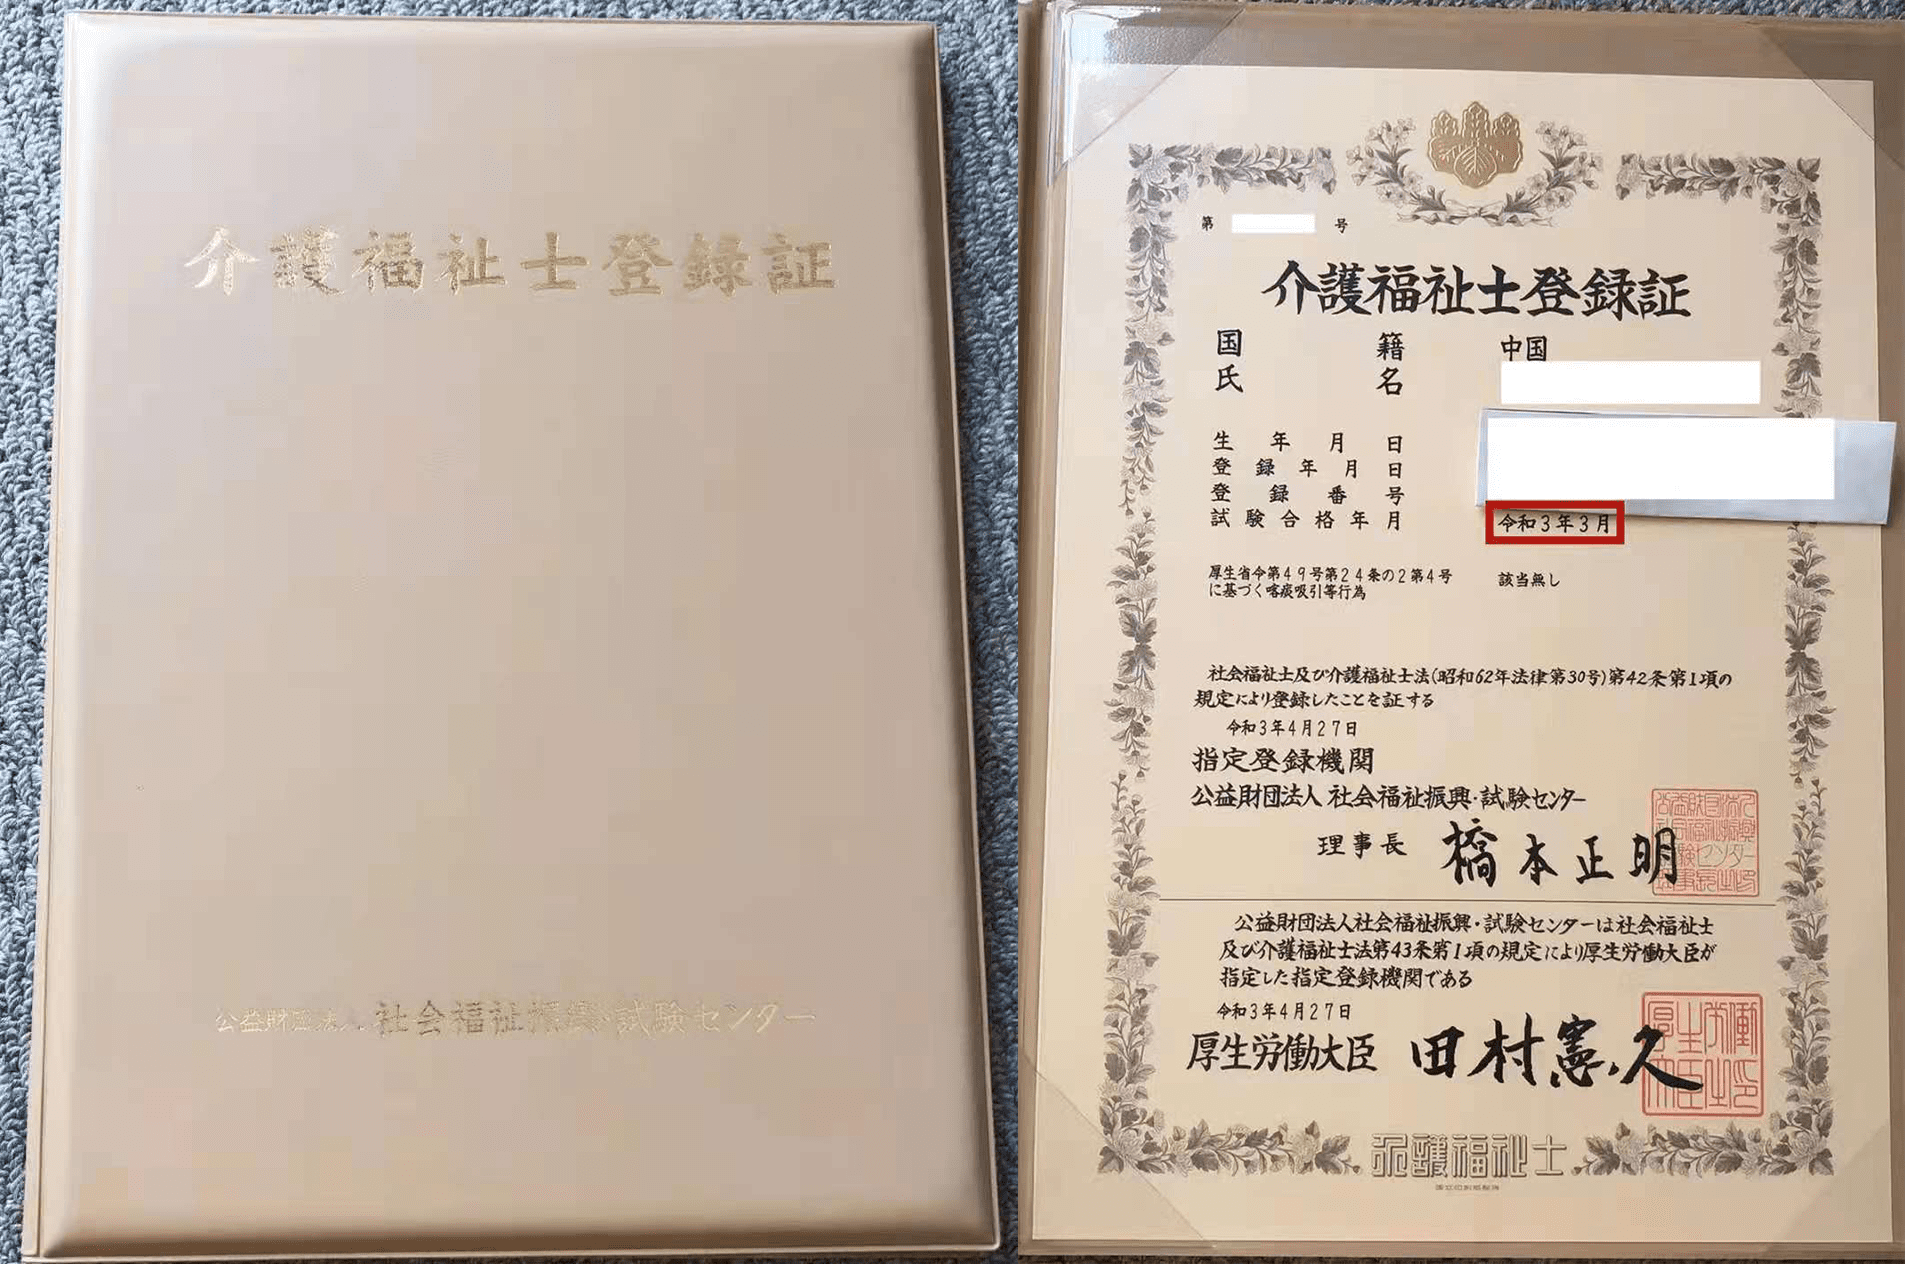 介護福祉士登録証
公益財団法人 社会福祉振興・試験センター
第 号
介護福祉士登録証
国籍 中国
氏名
生年月日
登録年月日
登録番号
試験合格年月 令和3年3月
厚生省令第49号第24条の2第4号 該当無し
に基づく喀痰吸引等行為
社会福祉士及び介護福祉士法(昭和62年法律第30号)第42条第1項の
規定により登録したことを証する
令和3年4月27日
指定登録機関
公益財団法人 社会福祉振興・試験センター
理事長 橋本正明
公益財団法人社会福祉振興・試験センターは社会福祉士
及び介護福祉士法第43条第1項の規定により厚生労働大臣が
指定した指定登録機関である
令和3年4月27日
厚生労働大臣 田村憲久
介護福祉士